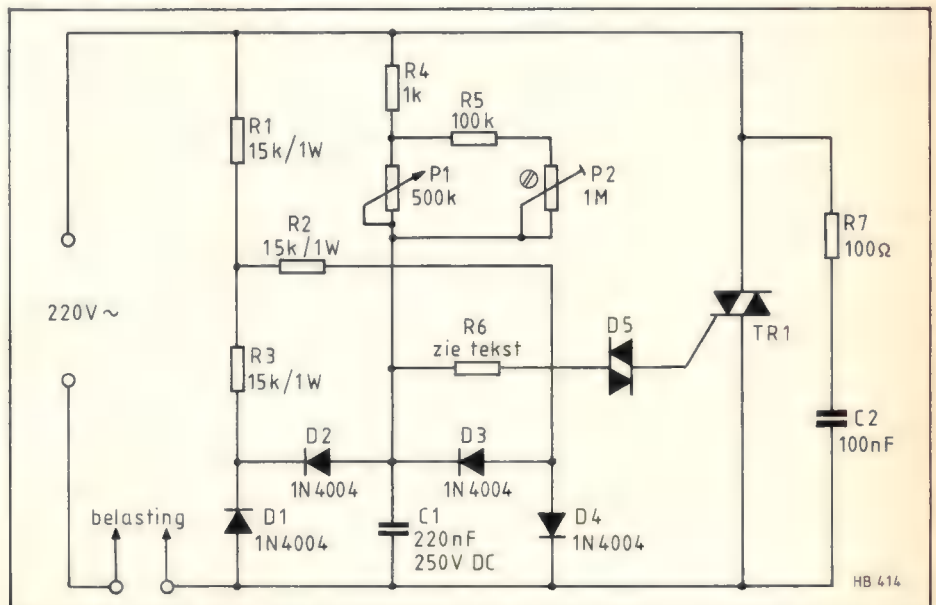 R4
1k
R5
100k
R1
15k/1W
P1
500k
P2
1M
R2
15k/1W
R7
100Ω
220V~
R6
zie tekst
D5
TR1
R3
15k/1W
C2
100nF
D2
1N4004
D3
1N4004
belasting
D1
1N4004
C1
220nF
250V DC
D4
1N4004
HB 414